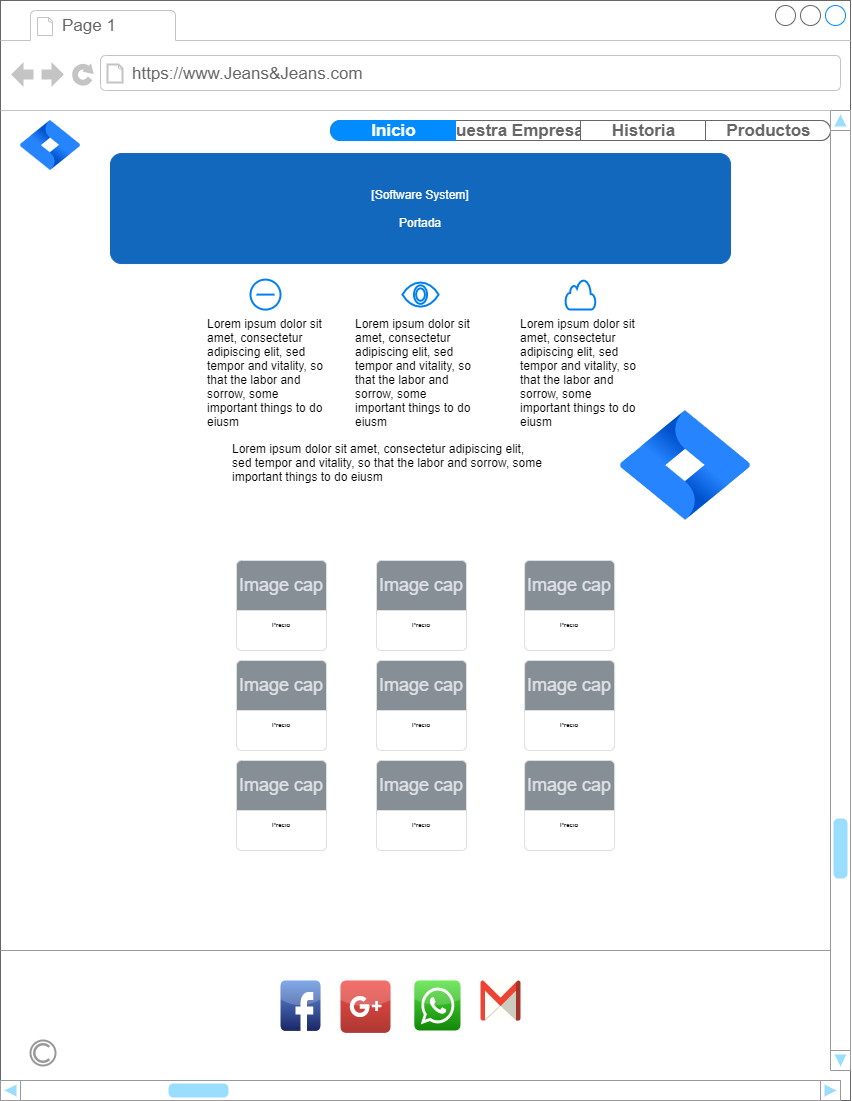 Page 1
https://www.Jeans&Jeans.com
Inicio uestra Empresa Historia Productos
[Software System]
Portada
Lorem ipsum dolor sit
amet, consectetur
adipiscing elit, sed
tempor and vitality, so
that the labor and
sorrow, some
important things to do
eiusm
Lorem ipsum dolor sit
amet, consectetur
adipiscing elit, sed
tempor and vitality, so
that the labor and
sorrow, some
important things to do
eiusm
Lorem ipsum dolor sit
amet, consectetur
adipiscing elit, sed
tempor and vitality, so
that the labor and
sorrow, some
important things to do
eiusm
Lorem ipsum dolor sit amet, consectetur adipiscing elit,
sed tempor and vitality, so that the labor and sorrow, some
important things to do eiusm
Image cap Image cap Image cap
Precio Precio Precio
Image cap Image cap Image cap
Precio Precio Precio
Image cap Image cap Image cap
Precio Precio Precio
f G+ M
©